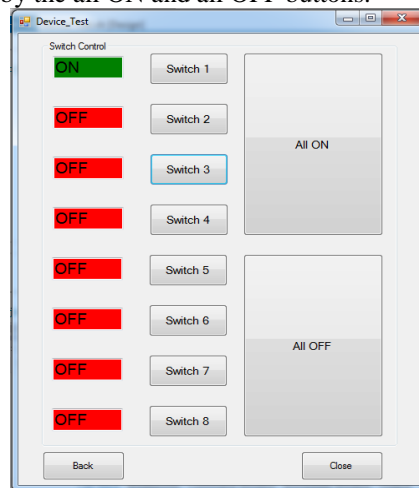 by the all ON and all OFF buttons.
Device_Test
Switch Control
ON Switch 1
OFF Switch 2
All ON
OFF Switch 3
OFF Switch 4
OFF Switch 5
OFF Switch 6
All OFF
OFF Switch 7
OFF Switch 8
Back Close